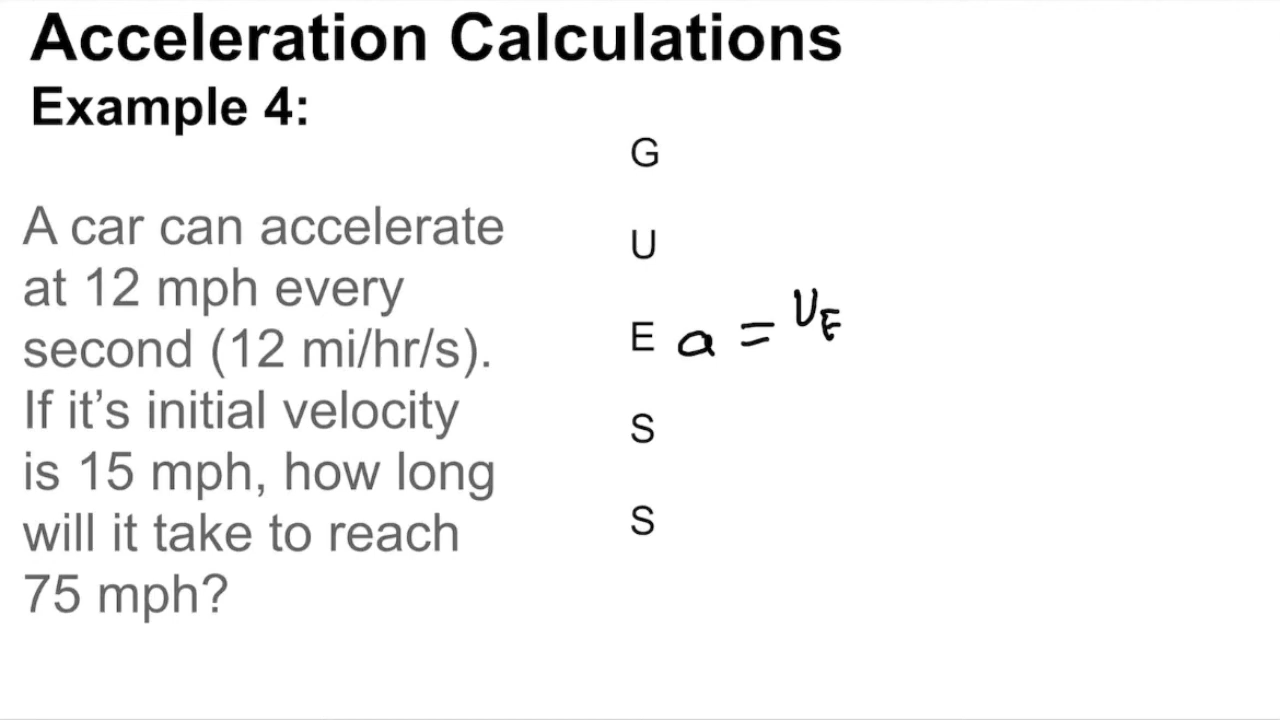 Acceleration Calculations
Example 4:
A car can accelerate
at 12 mph every
second (12 mi/hr/s).
If it’s initial velocity
is 15 mph, how long
will it take to reach
75 mph?
G
U
E a = VE
S
S